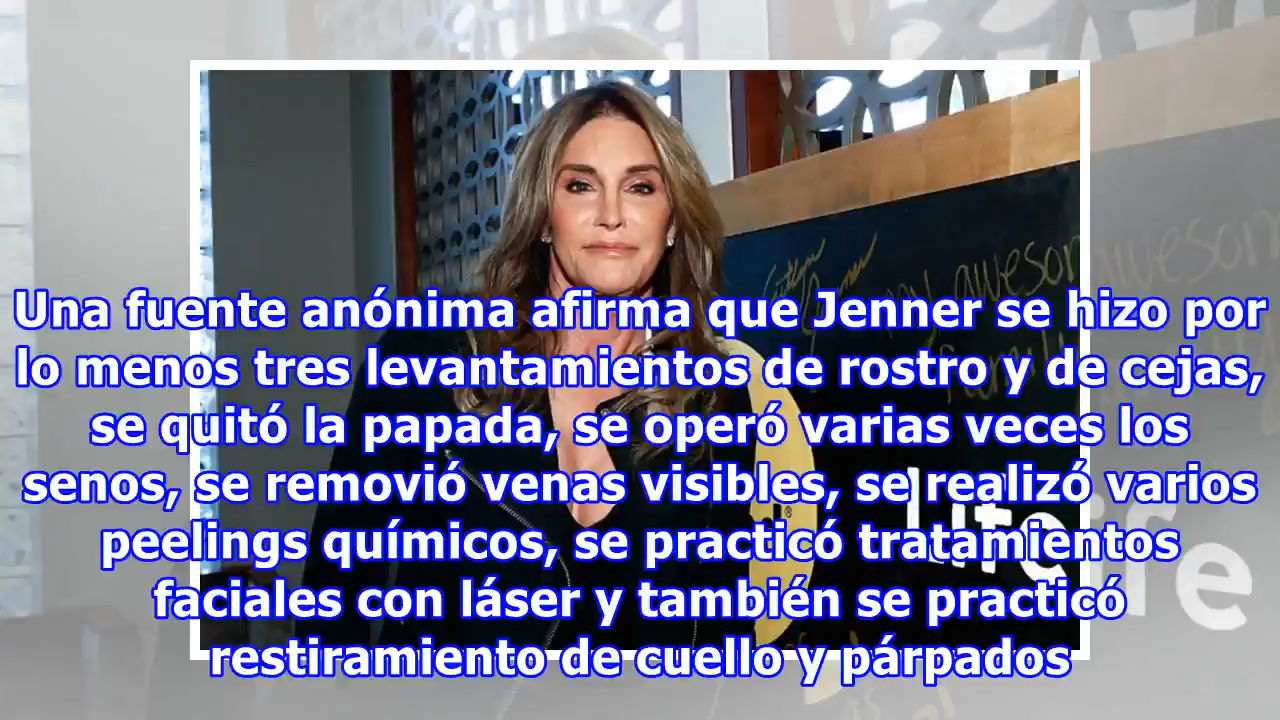 Una fuente anónima afirma que Jenner se hizo por
lo menos tres levantamientos de rostro y de cejas,
se quitó la papada, se operó varias veces los
senos, se removió venas visibles, se realizó varios
peelings químicos, se practicó tratamientos
faciales con láser y también se practicó
restiramiento de cuello y párpados
my awesom